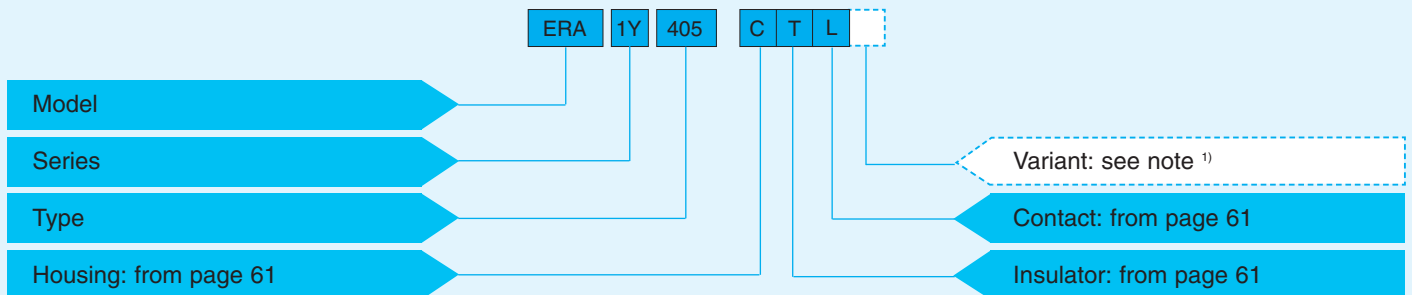 ERA 1Y 405 C T L
Model
Series
Variant: see note 1)
Type
Contact: from page 61
Housing: from page 61
Insulator: from page 61